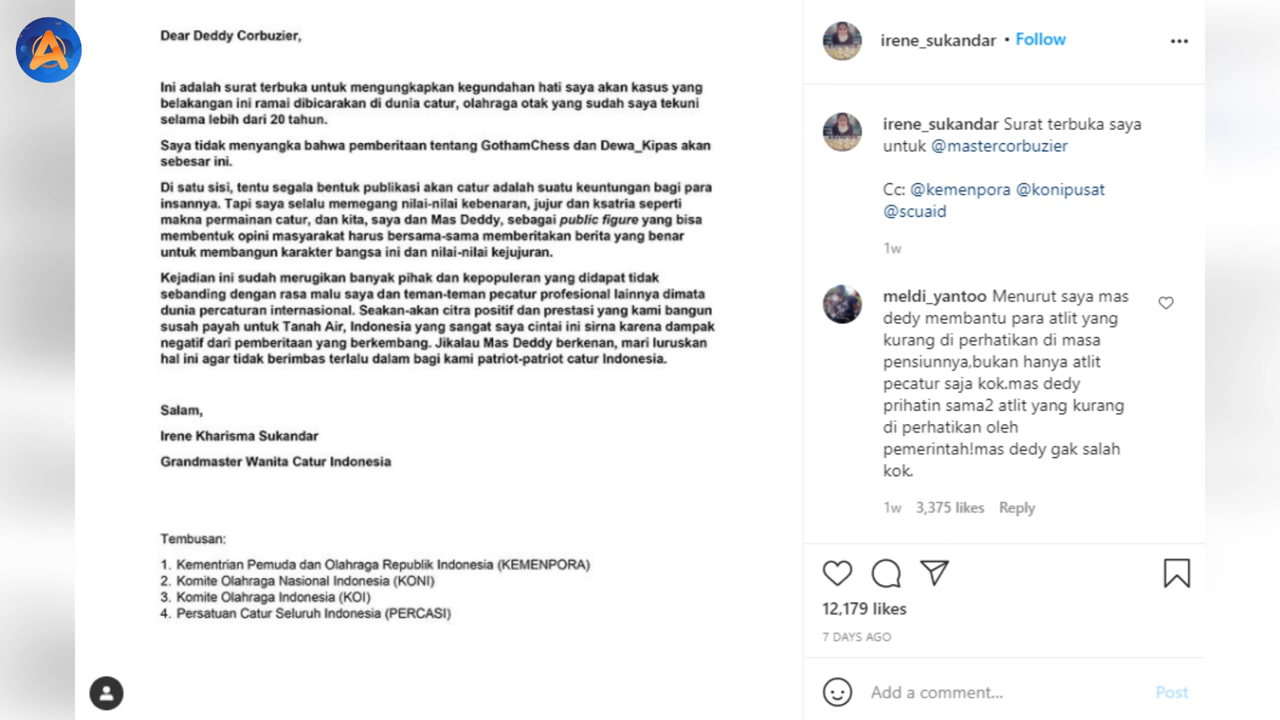 A
Dear Deddy Corbuzier,
Ini adalah surat terbuka untuk mengungkapkan kegundahan hati saya akan kasus yang
belakangan ini ramai dibicarakan di dunia catur, olahraga otak yang sudah saya tekuni
selama lebih dari 20 tahun.
Saya tidak menyangka bahwa pemberitaan tentang GothamChess dan Dewa_Kipas akan
sebesar ini.
Di satu sisi, tentu segala bentuk publikasi akan catur adalah suatu keuntungan bagi para
insannya. Tapi saya selalu memegang nilai-nilai kebenaran, jujur dan ksatria seperti
makna permainan catur, dan kita, saya dan Mas Deddy, sebagai public figure yang bisa
membentuk opini masyarakat harus bersama-sama memberitakan berita yang benar
untuk membangun karakter bangsa ini dan nilai-nilai kejujuran.
Kejadian ini sudah merugikan banyak pihak dan kepopuleran yang didapat tidak
sebanding dengan rasa malu saya dan teman-teman pecatur profesional lainnya dimata
dunia percaturan internasional. Seakan-akan citra positif dan prestasi yang kami bangun
susah payah untuk Tanah Air, Indonesia yang sangat saya cintai ini sirna karena dampak
negatif dari pemberitaan yang berkembang. Jikalau Mas Deddy berkenan, mari luruskan
hal ini agar tidak berimbas terlalu dalam bagi kami patriot-patriot catur Indonesia.
Salam,
Irene Kharisma Sukandar
Grandmaster Wanita Catur Indonesia
Tembusan:
1. Kementrian Pemuda dan Olahraga Republik Indonesia (KEMENPORA)
2. Komite Olahraga Nasional Indonesia (KONI)
3. Komite Olahraga Indonesia (KOI)
4. Persatuan Catur Seluruh Indonesia (PERCASI)
irene_sukandar • Follow
irene_sukandar Surat terbuka saya
untuk @mastercorbuzier
Cc: @kemenpora @konipusat
@scuaid
1w
meldi_yantoo Menurut saya mas
dedy membantu para atlit yang
kurang di perhatikan di masa
pensiunnya,bukan hanya atlit
pecatur saja kok.mas dedy
prihatin sama2 atlit yang kurang
di perhatikan oleh
pemerintah!mas dedy gak salah
kok.
1w 3,375 likes Reply
12,179 likes
7 DAYS AGO
Add a comment... Post